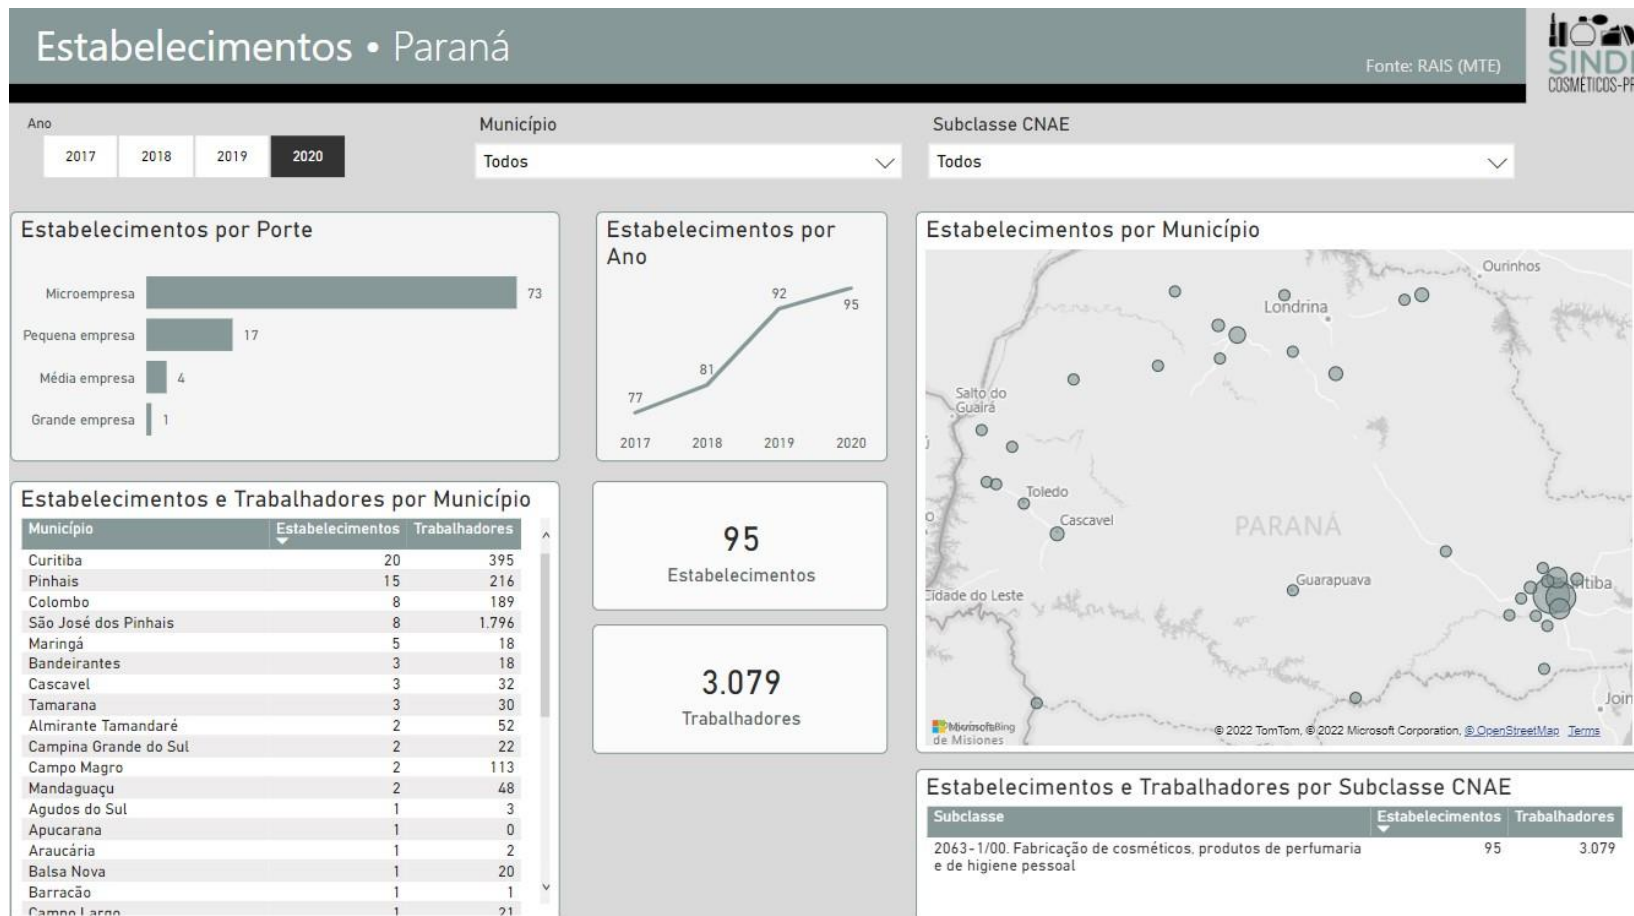 Estabelecimentos • Paraná
Fonte: RAIS (MTE)
COSMÉTICOS-PR
Ano
2017 2018 2019 2020
Município
Todos
Subclasse CNAE
Todos
Estabelecimentos por Porte
Microempresa 73
Pequena empresa 17
Média empresa 4
Grande empresa 1
Estabelecimentos por
Ano
77 81 92 95
2017 2018 2019 2020
Estabelecimentos por Município
Ourinhos
Londrina
Salto do
Guairá
Toledo
Cascavel
PARANÁ
Guarapuava
Cidade do Leste
de Misiones
© 2022 TomTom, © 2022 Microsoft Corporation, © OpenStreetMap Terms
Estabelecimentos e Trabalhadores por Município
Município Estabelecimentos Trabalhadores
Curitiba 20 395
Pinhais 15 216
Colombo 8 189
São José dos Pinhais 8 1.796
Maringá 5 18
Bandeirantes 3 18
Cascavel 3 32
Tamarana 3 30
Almirante Tamandaré 2 52
Campina Grande do Sul 2 22
Campo Magro 2 113
Mandaguaçu 2 48
Agudos do Sul 1 3
Apucarana 1 0
Araucária 1 2
Balsa Nova 1 20
Barracão 1 1
Campo Largo 1 21
95
Estabelecimentos
3.079
Trabalhadores
Estabelecimentos e Trabalhadores por Subclasse CNAE
Subclasse Estabelecimentos Trabalhadores
2063-1/00. Fabricação de cosméticos, produtos de perfumaria 95 3.079
e de higiene pessoal